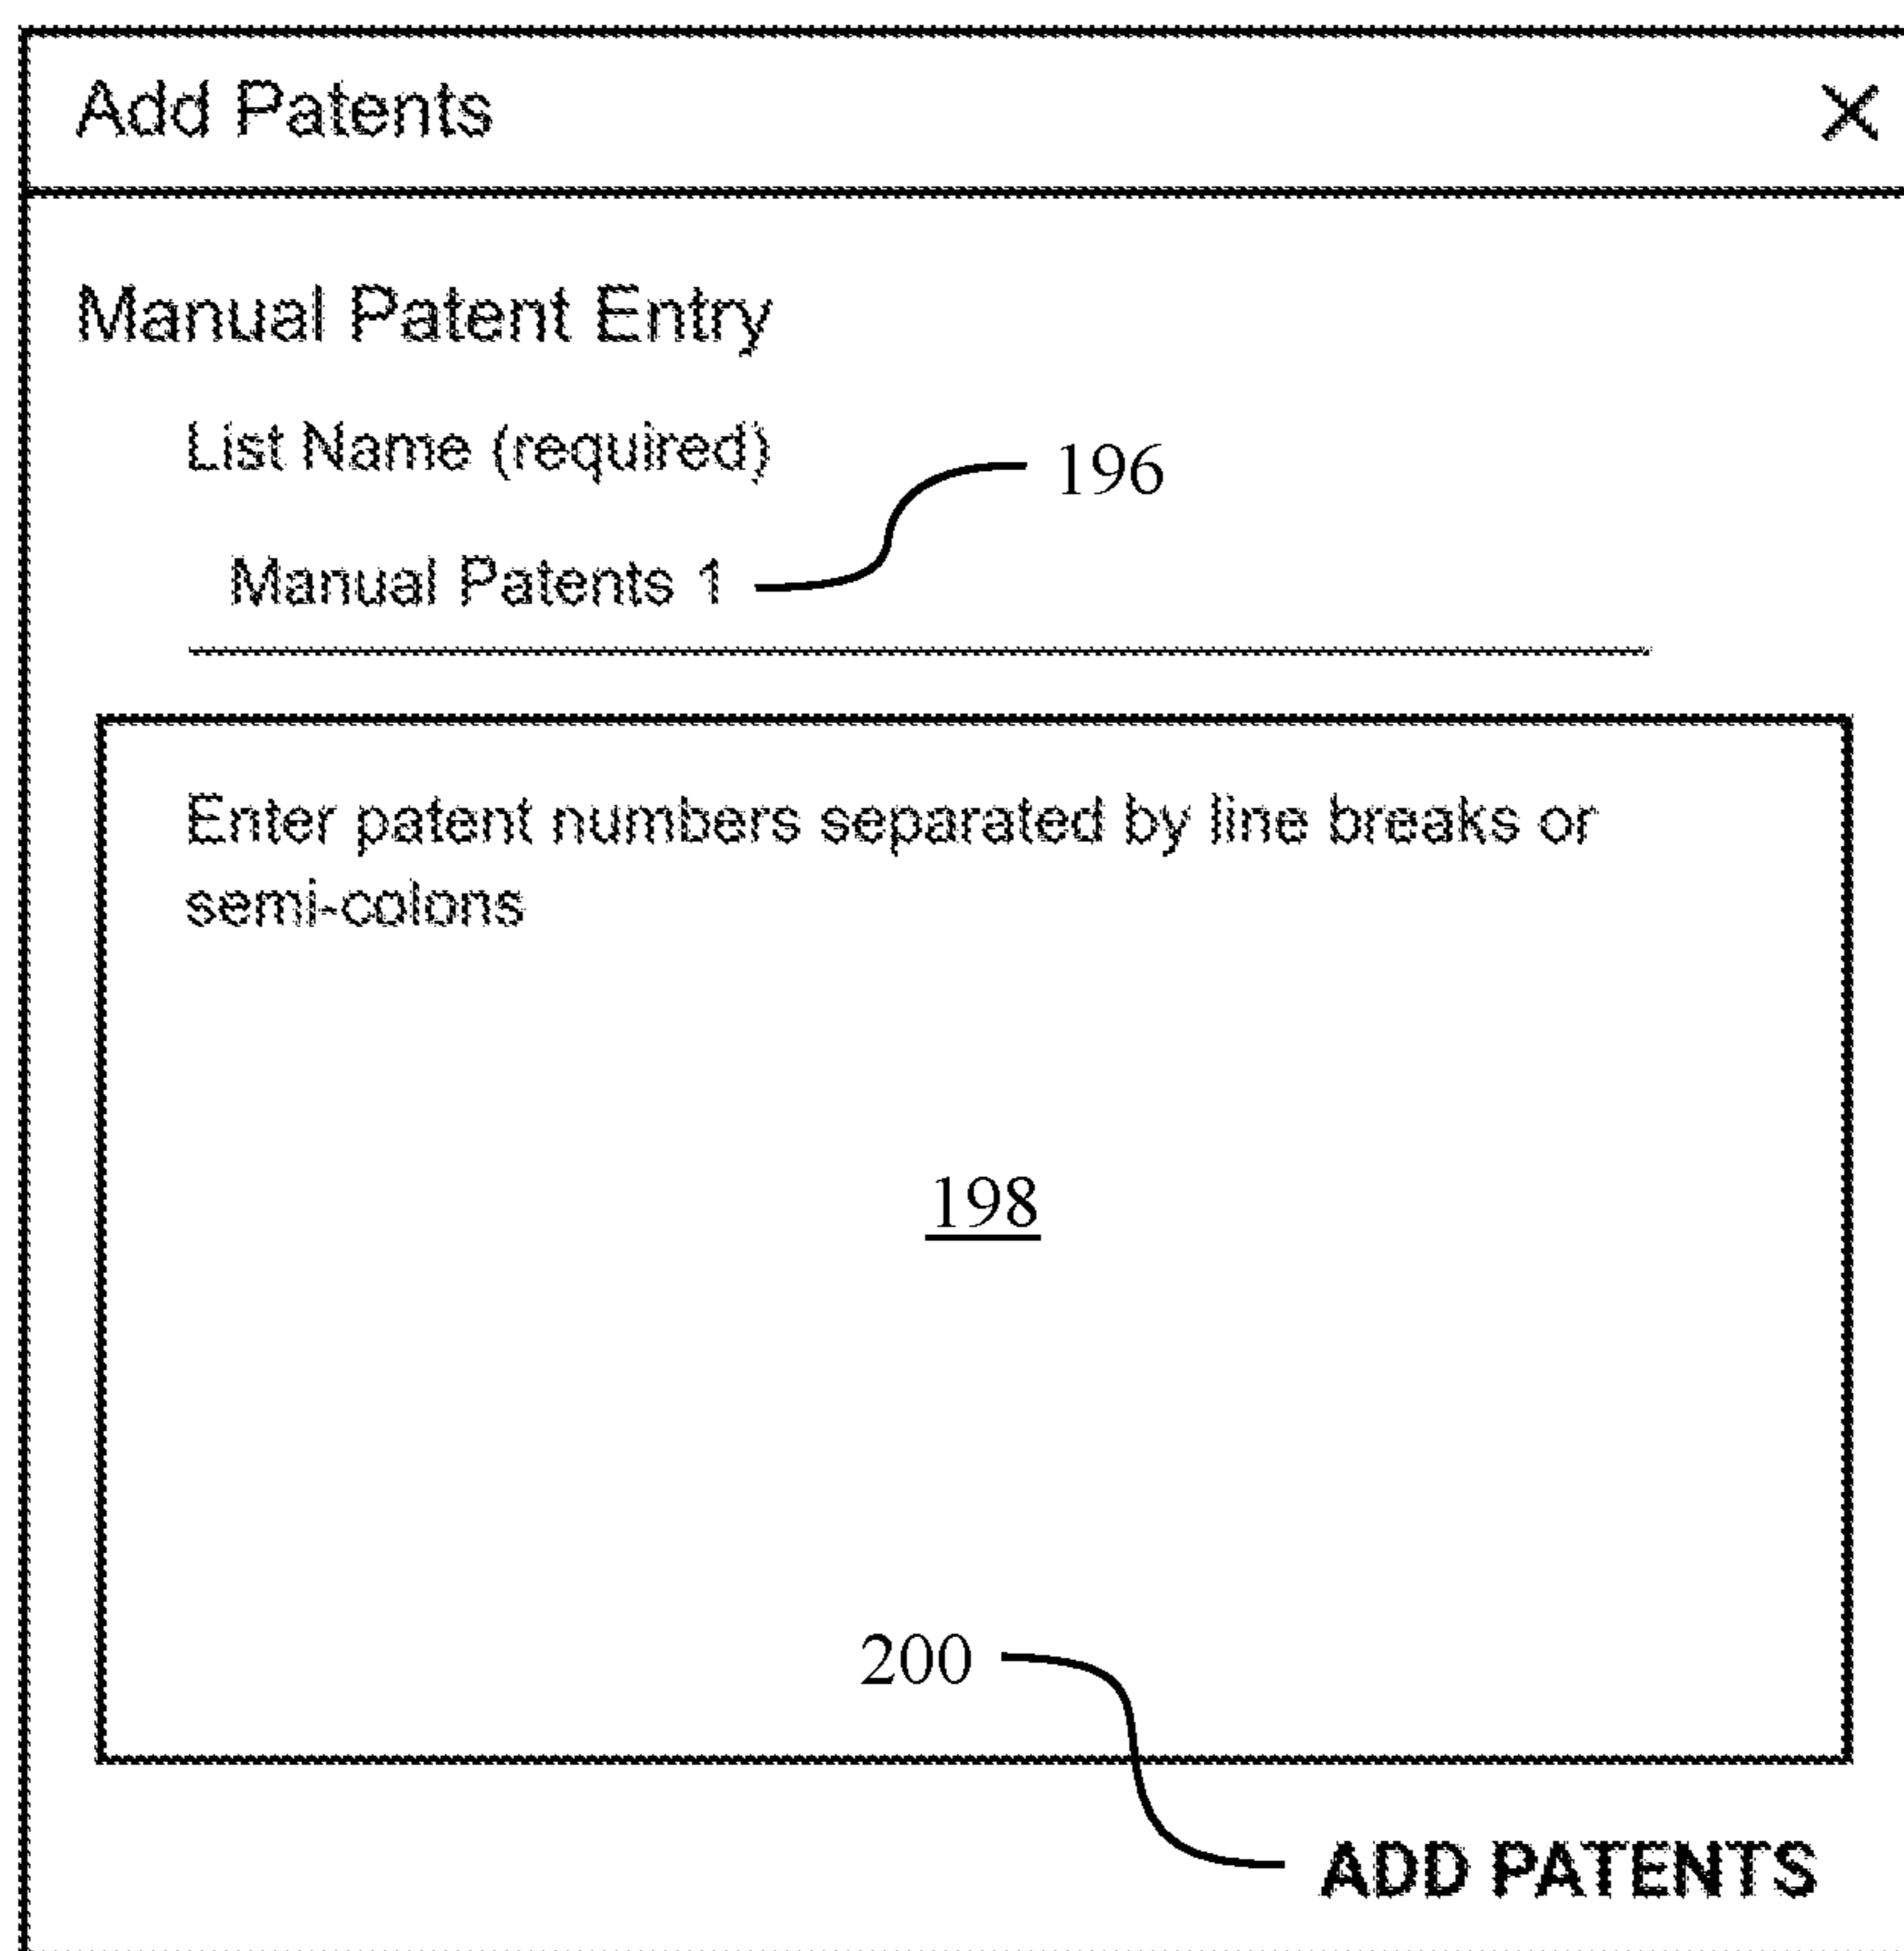 Add Patents ×
Manual Patent Entry
List Name (required)
196
Manual Patents 1
Enter patent numbers separated by line breaks or
semi-colons
198
200
ADD PATENTS